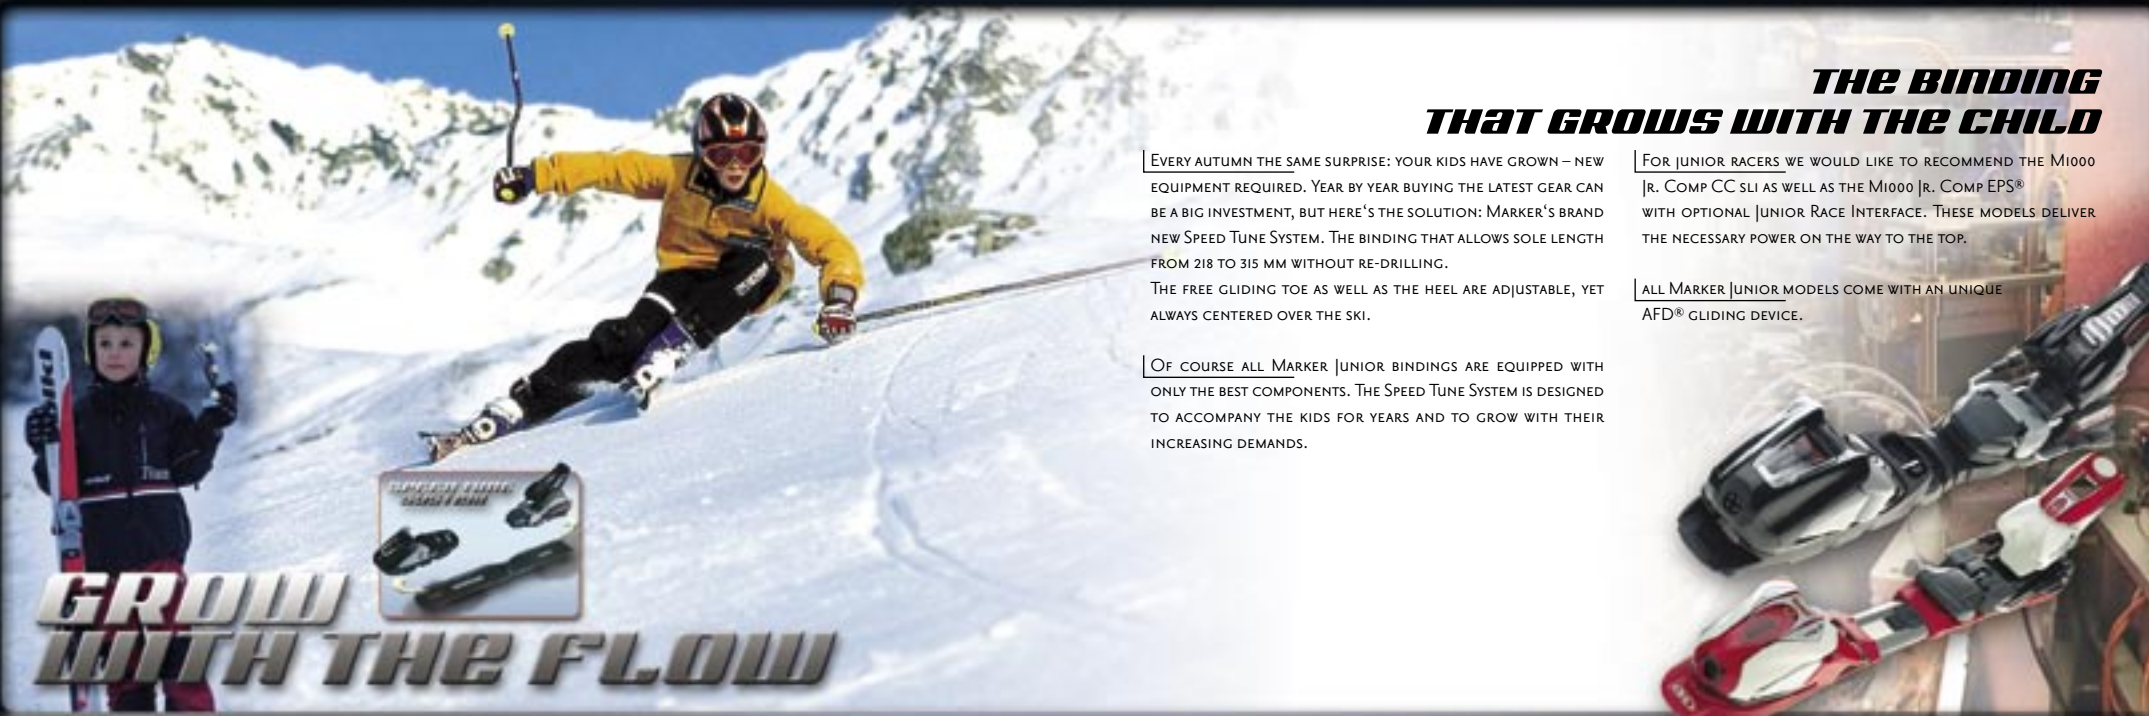 THE BINDING
THAT GROWS WITH THE CHILD
EVERY AUTUMN THE SAME SURPRISE: YOUR KIDS HAVE GROWN – NEW
EQUIPMENT REQUIRED. YEAR BY YEAR BUYING THE LATEST GEAR CAN
BE A BIG INVESTMENT, BUT HERE‘S THE SOLUTION: MARKER‘S BRAND
NEW SPEED TUNE SYSTEM. THE BINDING THAT ALLOWS SOLE LENGTH
FROM 218 TO 315 MM WITHOUT RE-DRILLING.
THE FREE GLIDING TOE AS WELL AS THE HEEL ARE ADJUSTABLE, YET
ALWAYS CENTERED OVER THE SKI.
OF COURSE ALL MARKER JUNIOR BINDINGS ARE EQUIPPED WITH
ONLY THE BEST COMPONENTS. THE SPEED TUNE SYSTEM IS DESIGNED
TO ACCOMPANY THE KIDS FOR YEARS AND TO GROW WITH THEIR
INCREASING DEMANDS.
FOR JUNIOR RACERS WE WOULD LIKE TO RECOMMEND THE M1000
JR. COMP CC SLI AS WELL AS THE M1000 JR. COMP EPS®
WITH OPTIONAL JUNIOR RACE INTERFACE. THESE MODELS DELIVER
THE NECESSARY POWER ON THE WAY TO THE TOP.
ALL MARKER JUNIOR MODELS COME WITH AN UNIQUE
AFD® GLIDING DEVICE.
SPEED TUNE
SYSTEM
GROW
WITH THE FLOW